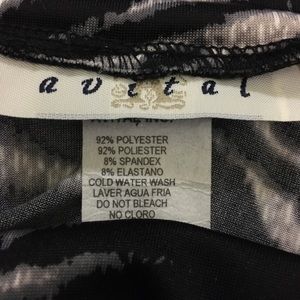 avital
92% POLYESTER
92% POLIESTER
8% SPANDEX
8% ELASTANO
COLD WATER WASH
LAVER AGUA FRIA
DO NOT BLEACH
NO CLORO